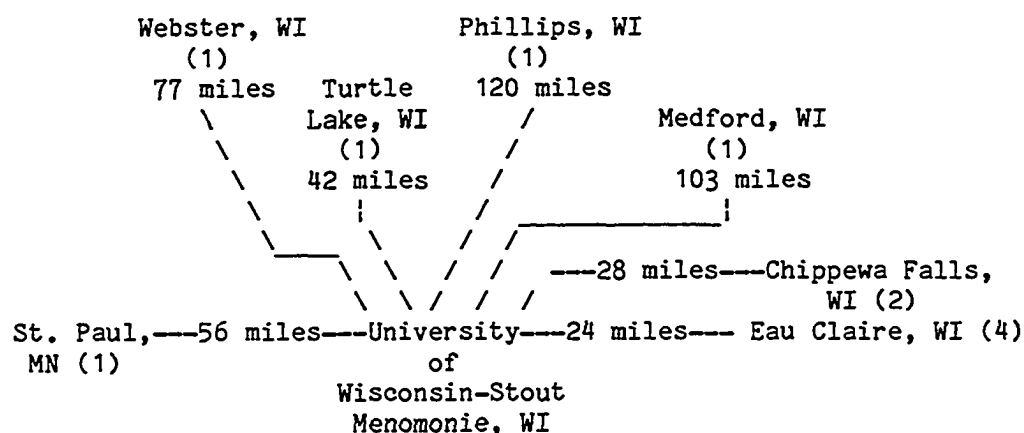 Webster, WI
(1)
77 miles
Turtle
Lake, WI
(1)
42 miles
Phillips, WI
(1)
120 miles
Medford, WI
(1)
103 miles
28 miles
Chippewa Falls,
WI (2)
St. Paul,
MN (1)
56 miles
University
of
Wisconsin-Stout
Menomonie, WI
24 miles
Eau Claire, WI (4)